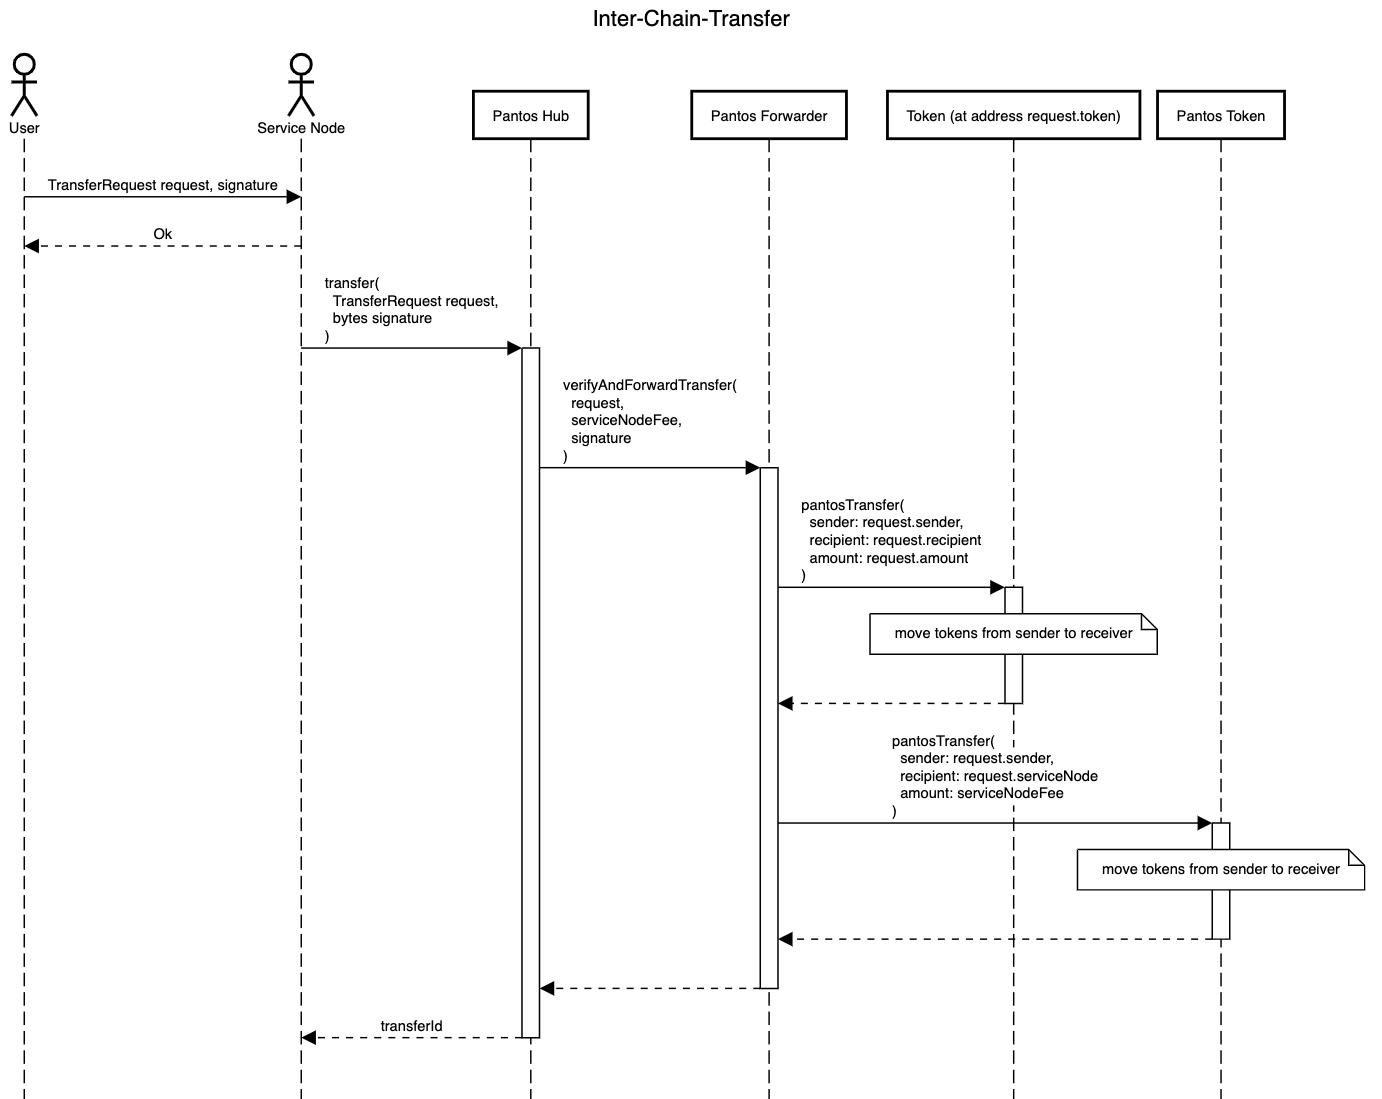 Inter-Chain-Transfer
User
Service Node
Pantos Hub
Pantos Forwarder
Token (at address request.token)
Pantos Token
TransferRequest request, signature
Ok
transfer(
TransferRequest request,
bytes signature
)
verifyAndForwardTransfer(
request,
serviceNodeFee,
signature
)
pantosTransfer(
sender: request.sender,
recipient: request.recipient
amount: request.amount
)
move tokens from sender to receiver
pantosTransfer(
sender: request.sender,
recipient: request.serviceNode
amount: serviceNodeFee
)
move tokens from sender to receiver
transferId